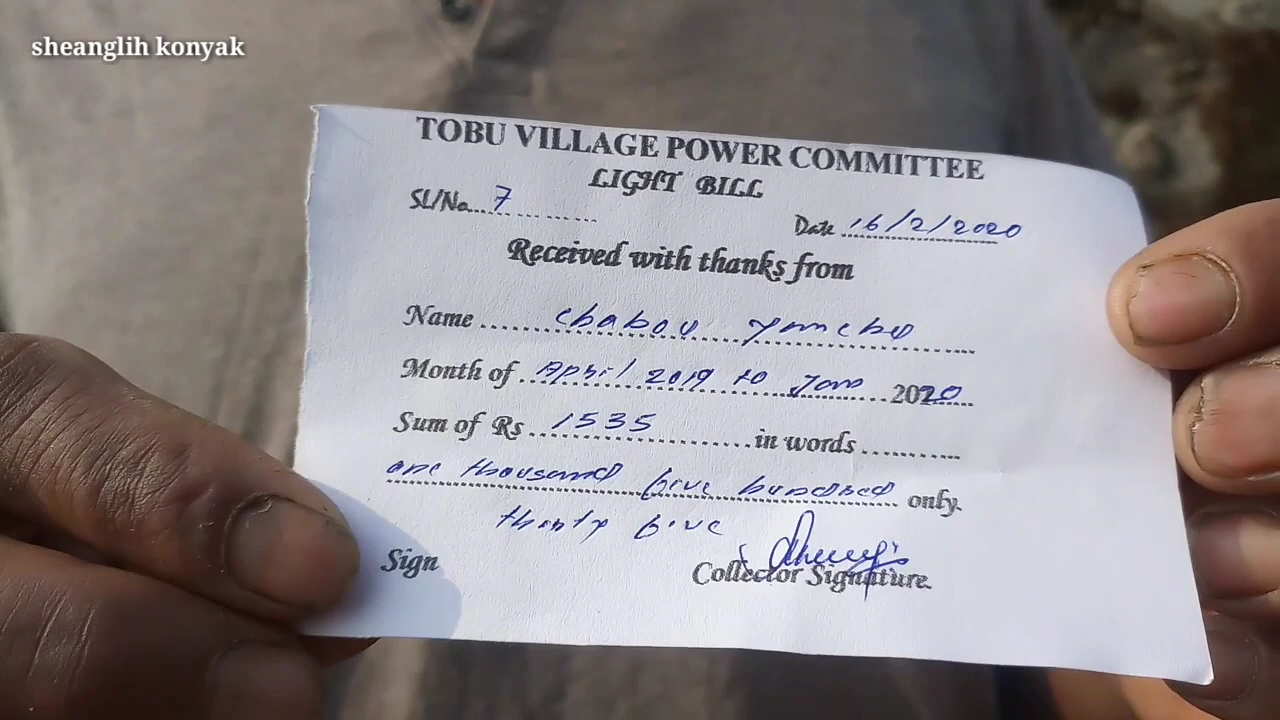 sheanglih konyak
TOBU VILLAGE POWER COMMITTEE
LIGHT BILL
SL/No. 7
Date 16/2/2020
Received with thanks from
Name Chabou
Month of April 2019 to Jan 2020
Sum of Rs 1535 in words
one thousand five hundred only.
thirty five
Sign
Collector Signature.